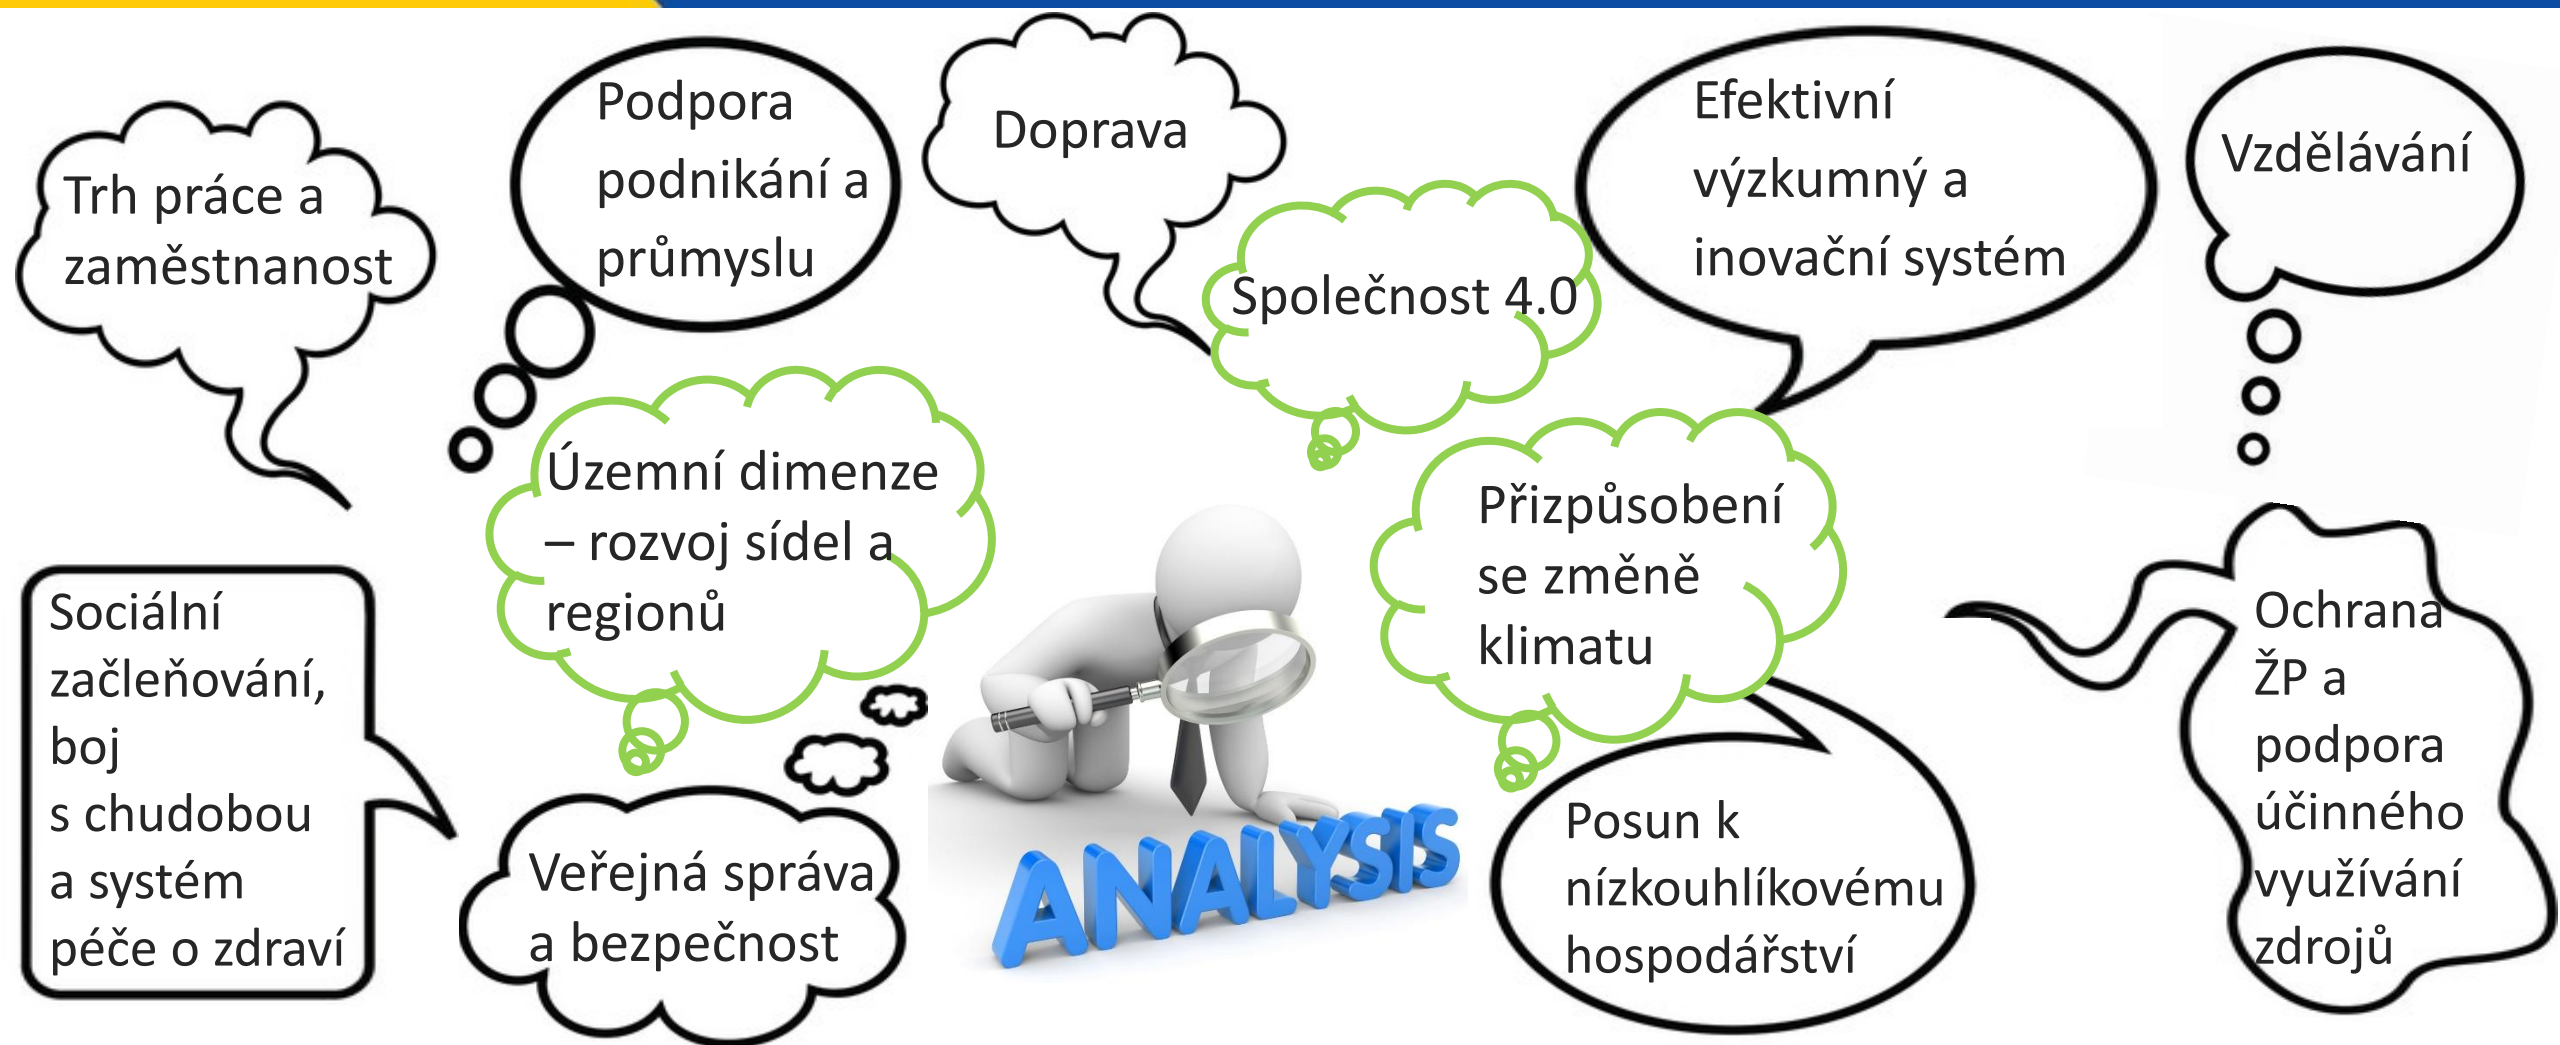 Trh práce a
zaměstnanost
Podpora
podnikání a
průmyslu
Doprava
Společnost 4.0
Efektivní
výzkumný a
inovační systém
Vzdělávání
Územní dimenze
– rozvoj sídel a
regionů
Přizpůsobení
se změně
klimatu
Sociální
začleňování,
boj
s chudobou
a systém
péče o zdraví
Veřejná správa
a bezpečnost
ANALYSIS
Posun k
nízkouhlíkovému
hospodářství
Ochrana
ŽP a
podpora
účinného
využívání
zdrojů